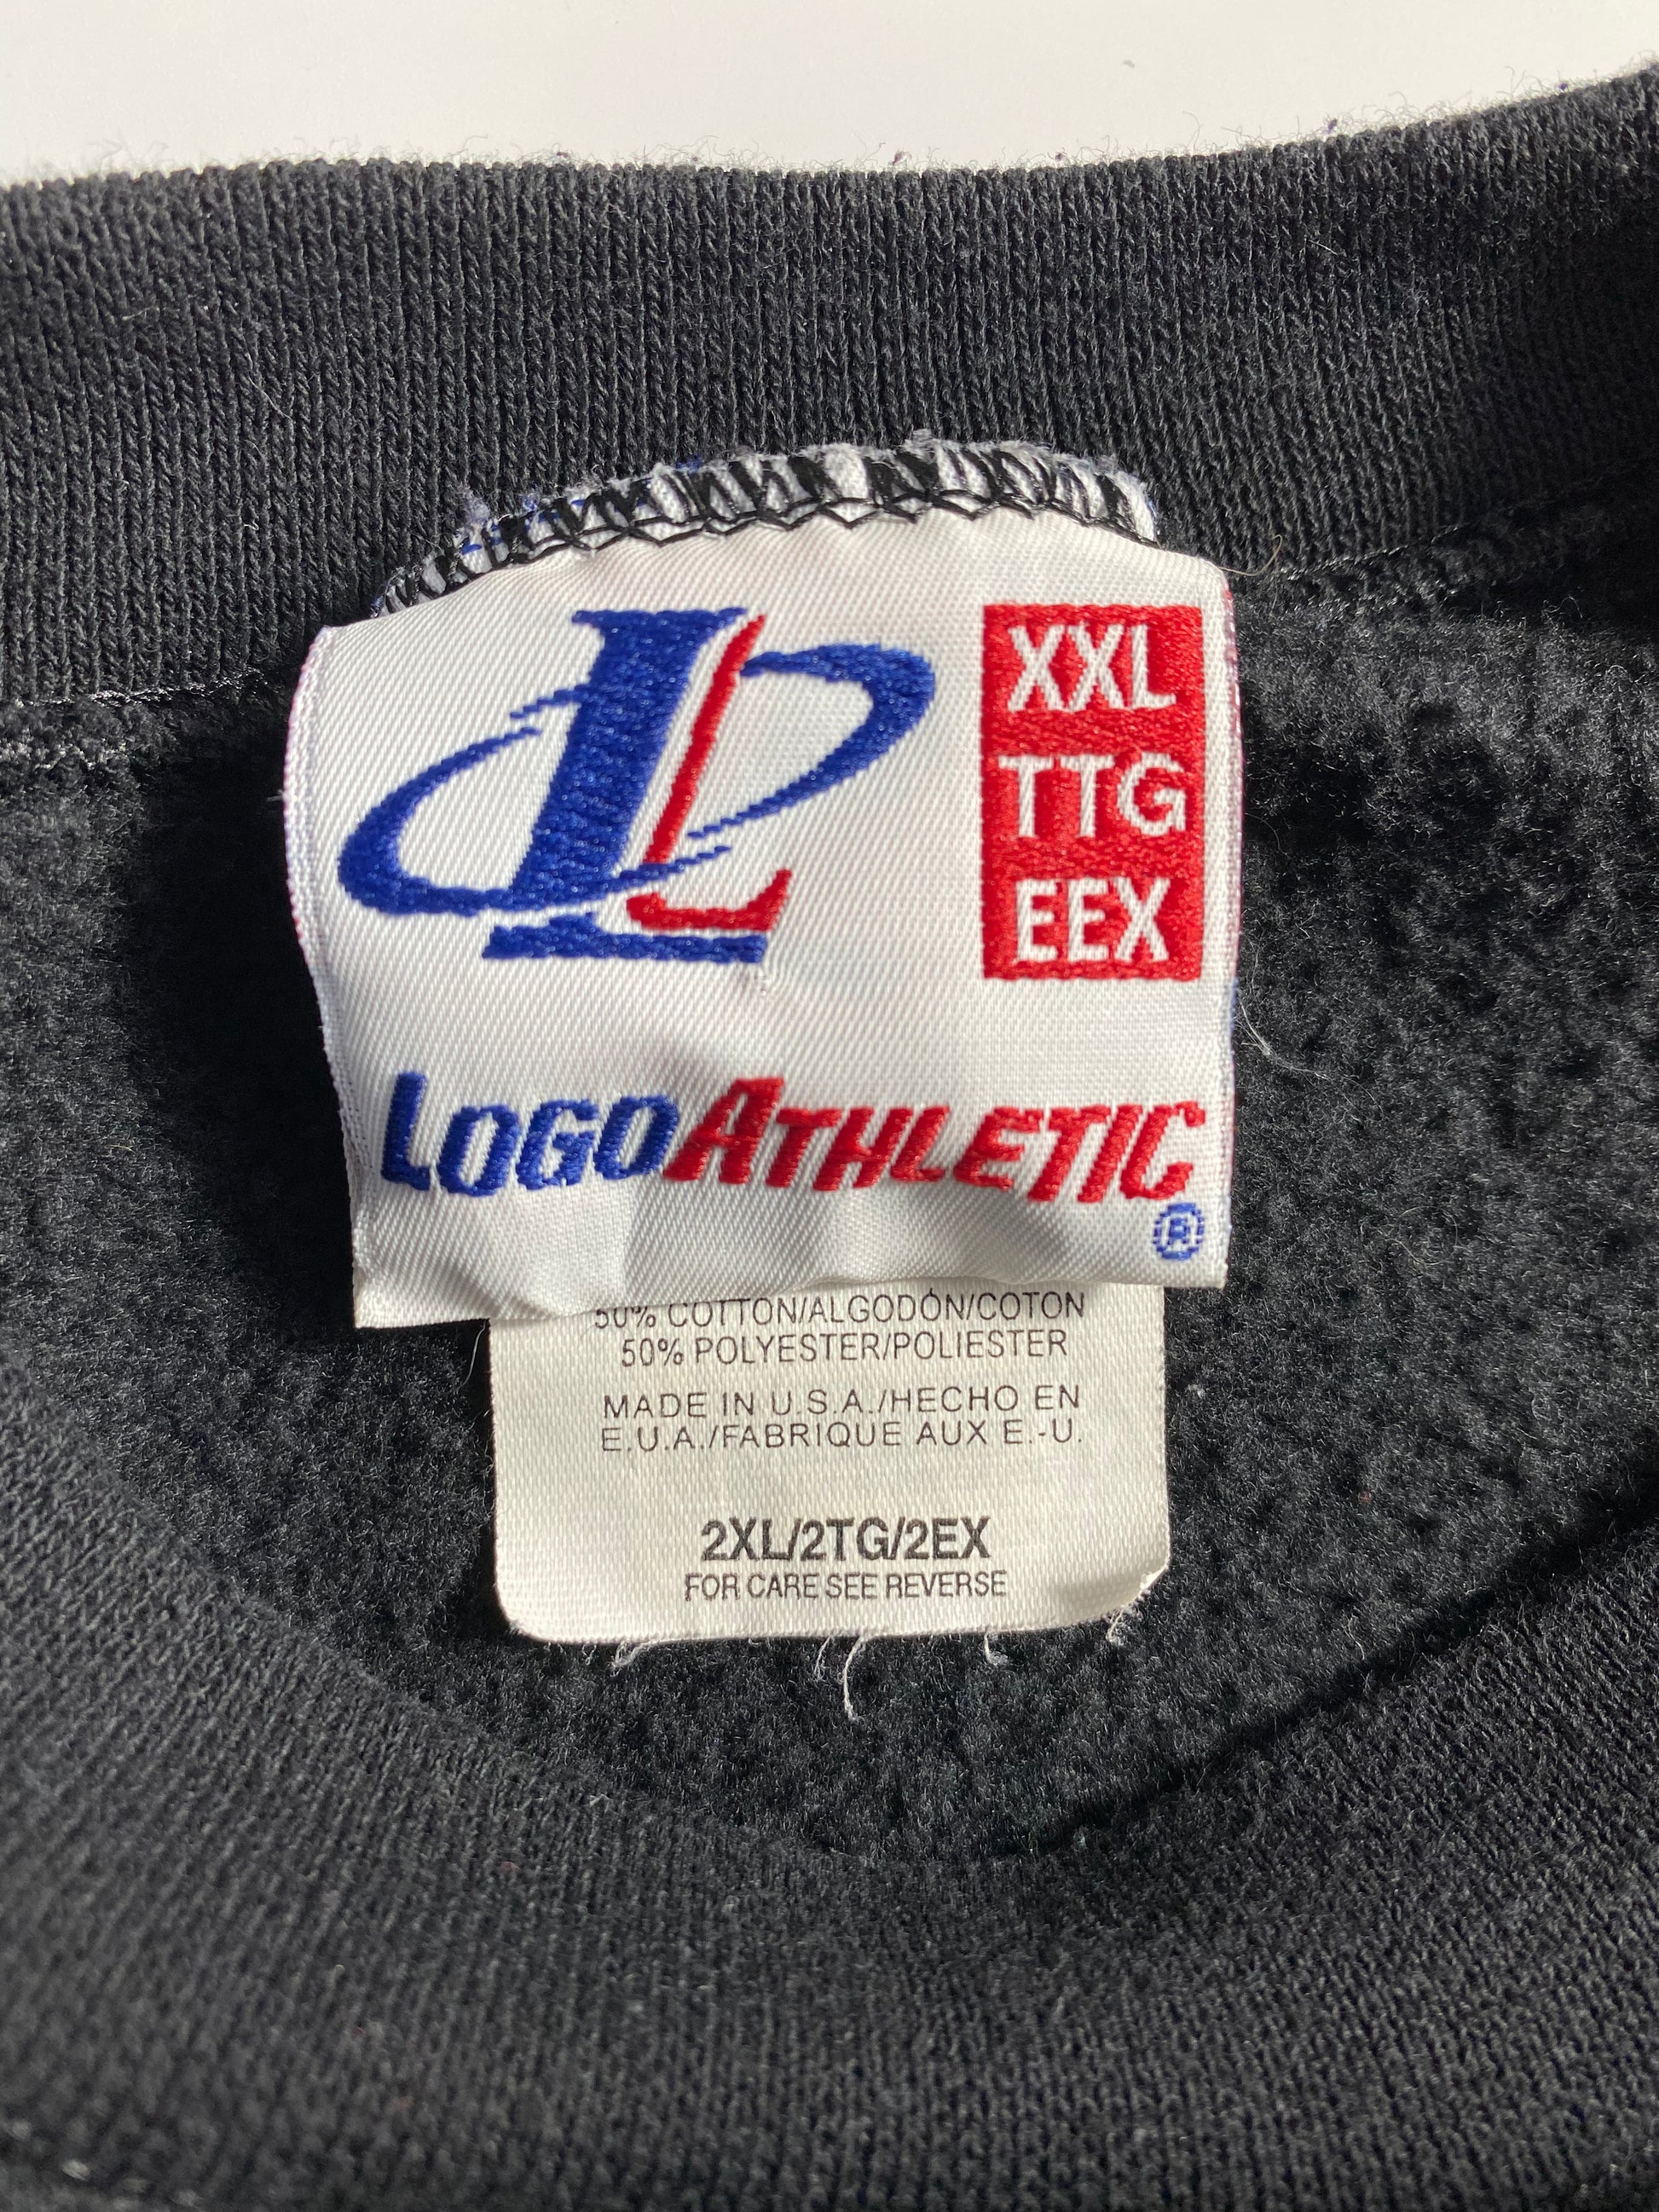 XXL
TTG
EEX
LOGOATHLETIC
®
50% COTTON/ALGODÓN/COTON
50% POLYESTER/POLIESTER
MADE IN U.S.A./HECHO EN
E.U.A./FABRIQUE AUX E.-U.
2XL/2TG/2EX
FOR CARE SEE REVERSE